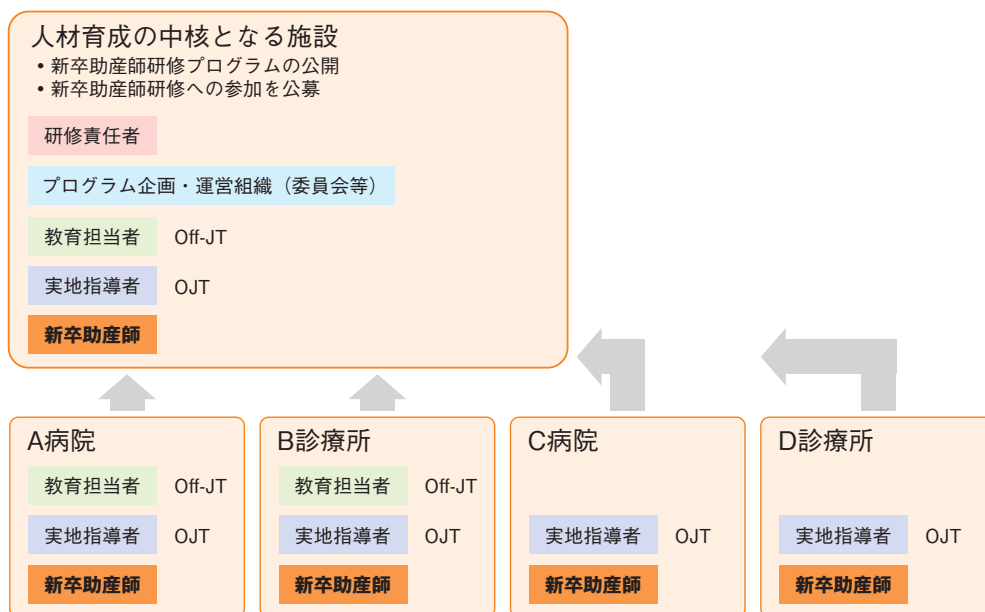 人材育成の中核となる施設
• 新卒助産師研修プログラムの公開
• 新卒助産師研修への参加を公募
研修責任者
プログラム企画・運営組織（委員会等）
教育担当者 Off-JT
実地指導者 OJT
新卒助産師
A病院
教育担当者 Off-JT
実地指導者 OJT
新卒助産師
B診療所
教育担当者 Off-JT
実地指導者 OJT
新卒助産師
C病院
実地指導者 OJT
新卒助産師
D診療所
実地指導者 OJT
新卒助産師